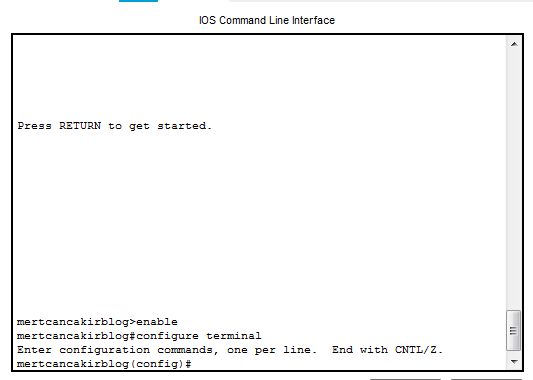 IOS Command Line Interface
Press RETURN to get started.
mertcancakirblog>enable
mertcancakirblog#configure terminal
Enter configuration commands, one per line.  End with CNTL/Z.
mertcancakirblog(config)#